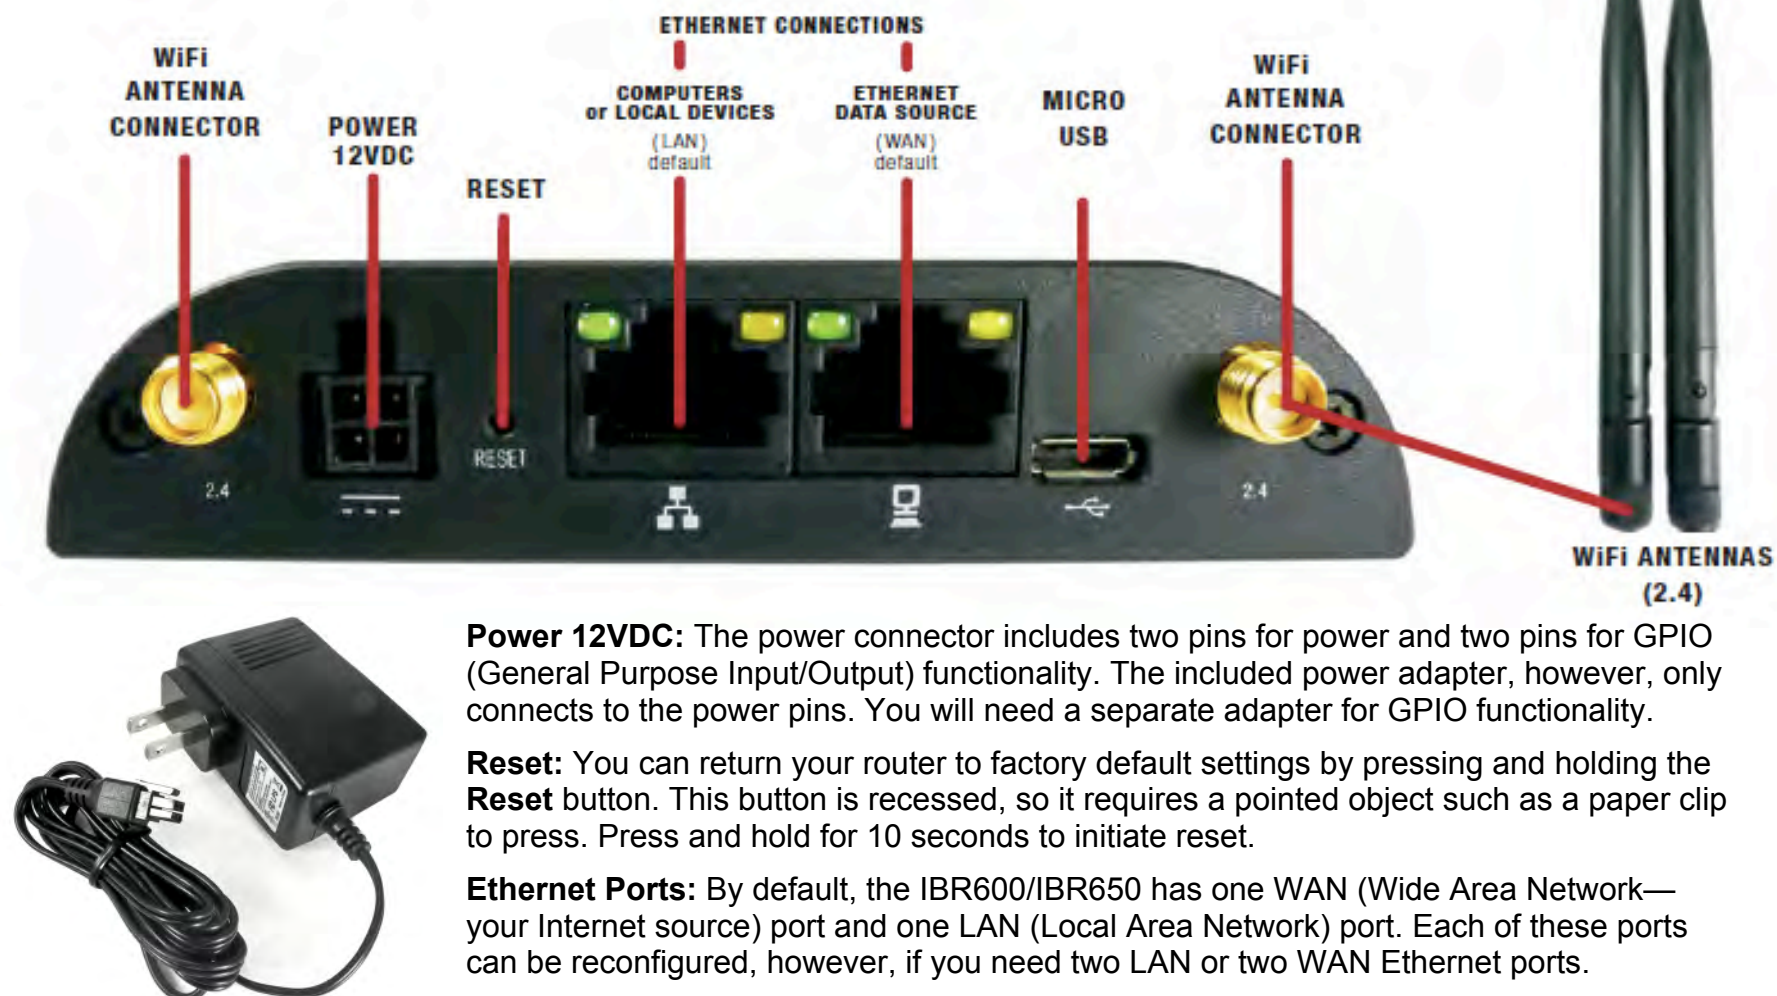 ETHERNET CONNECTIONS
WiFi
ANTENNA
CONNECTOR
POWER
12VDC
RESET
COMPUTERS
or LOCAL DEVICES
(LAN)
default
ETHERNET
DATA SOURCE
(WAN)
default
MICRO
USB
WiFi
ANTENNA
CONNECTOR
2.4
RESET
2.4
WiFi ANTENNAS
(2.4)
Power 12VDC: The power connector includes two pins for power and two pins for GPIO
(General Purpose Input/Output) functionality. The included power adapter, however, only
connects to the power pins. You will need a separate adapter for GPIO functionality.
Reset: You can return your router to factory default settings by pressing and holding the
Reset button. This button is recessed, so it requires a pointed object such as a paper clip
to press. Press and hold for 10 seconds to initiate reset.
Ethernet Ports: By default, the IBR600/IBR650 has one WAN (Wide Area Network—
your Internet source) port and one LAN (Local Area Network) port. Each of these ports
can be reconfigured, however, if you need two LAN or two WAN Ethernet ports.